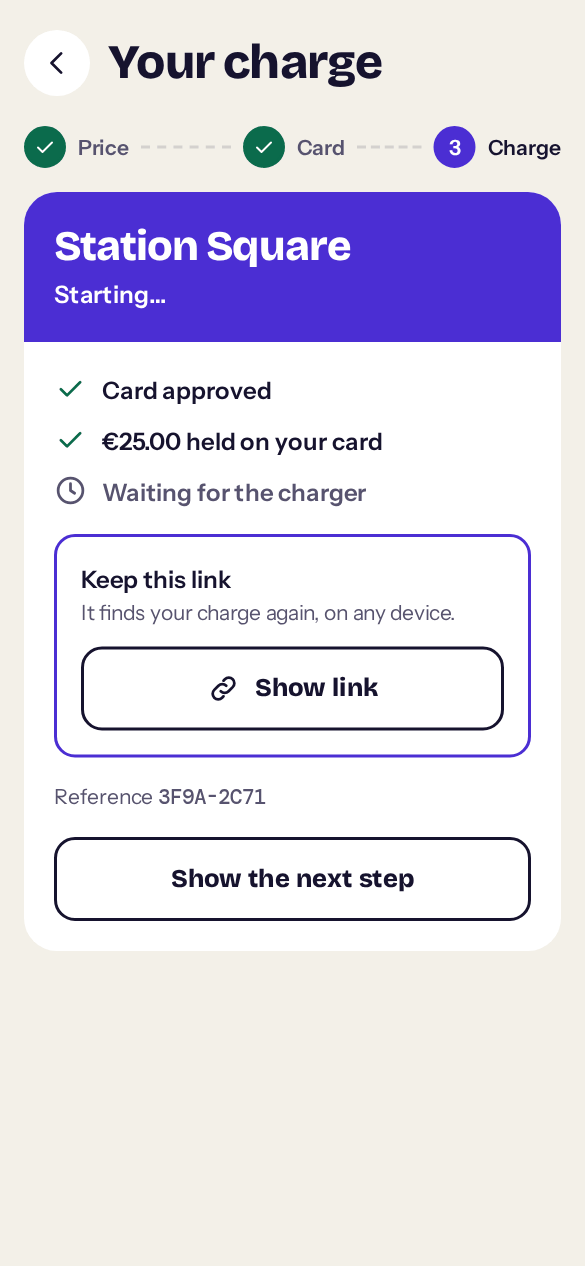 Your charge
Price
Card
3 Charge
Station Square
Starting...
Card approved
€25.00 held on your card
Waiting for the charger
Keep this link
It finds your charge again, on any device.
Show link
Reference 3F9A-2C71
Show the next step